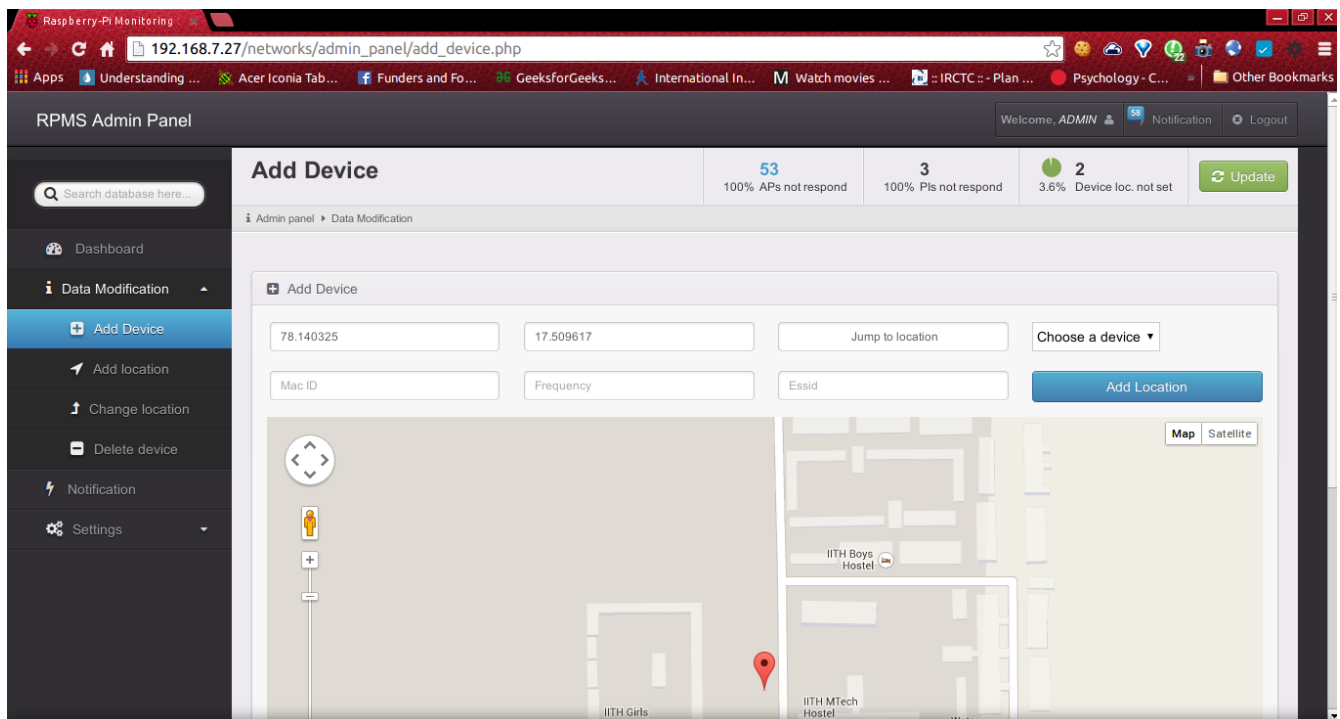 Raspberry-Pi Monitoring
192.168.7.27/networks/admin_panel/add_device.php
22
Apps Understanding ... Acer Iconia Tab... Funders and Fo... GeeksforGeeks... International In... Watch movies ... :: IRCTC :: - Plan ... Psychology - C... » Other Bookmarks
RPMS Admin Panel
Welcome, ADMIN 58 Notification Logout
Search database here...
Dashboard
Data Modification
Add Device
Add location
Change location
Delete device
Notification
Settings
Add Device
53
100% APs not respond
3
100% PIs not respond
2
3.6% Device loc. not set
Update
Admin panel Data Modification
Add Device
78.140325 17.509617 Jump to location Choose a device
Mac ID Frequency Essid Add Location
Map Satellite
IITH Boys
Hostel
IITH MTech
Hostel
IITH Girls